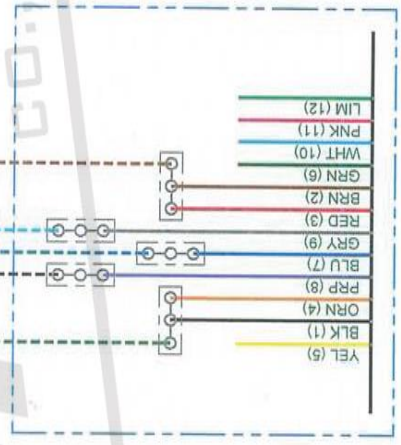 YEL (5)
BLK (1)
ORN (4)
PRP (8)
BLU (7)
GRY (9)
RED (3)
BRN (2)
GRN (6)
WHT (10)
PNK (11)
LIM (12)